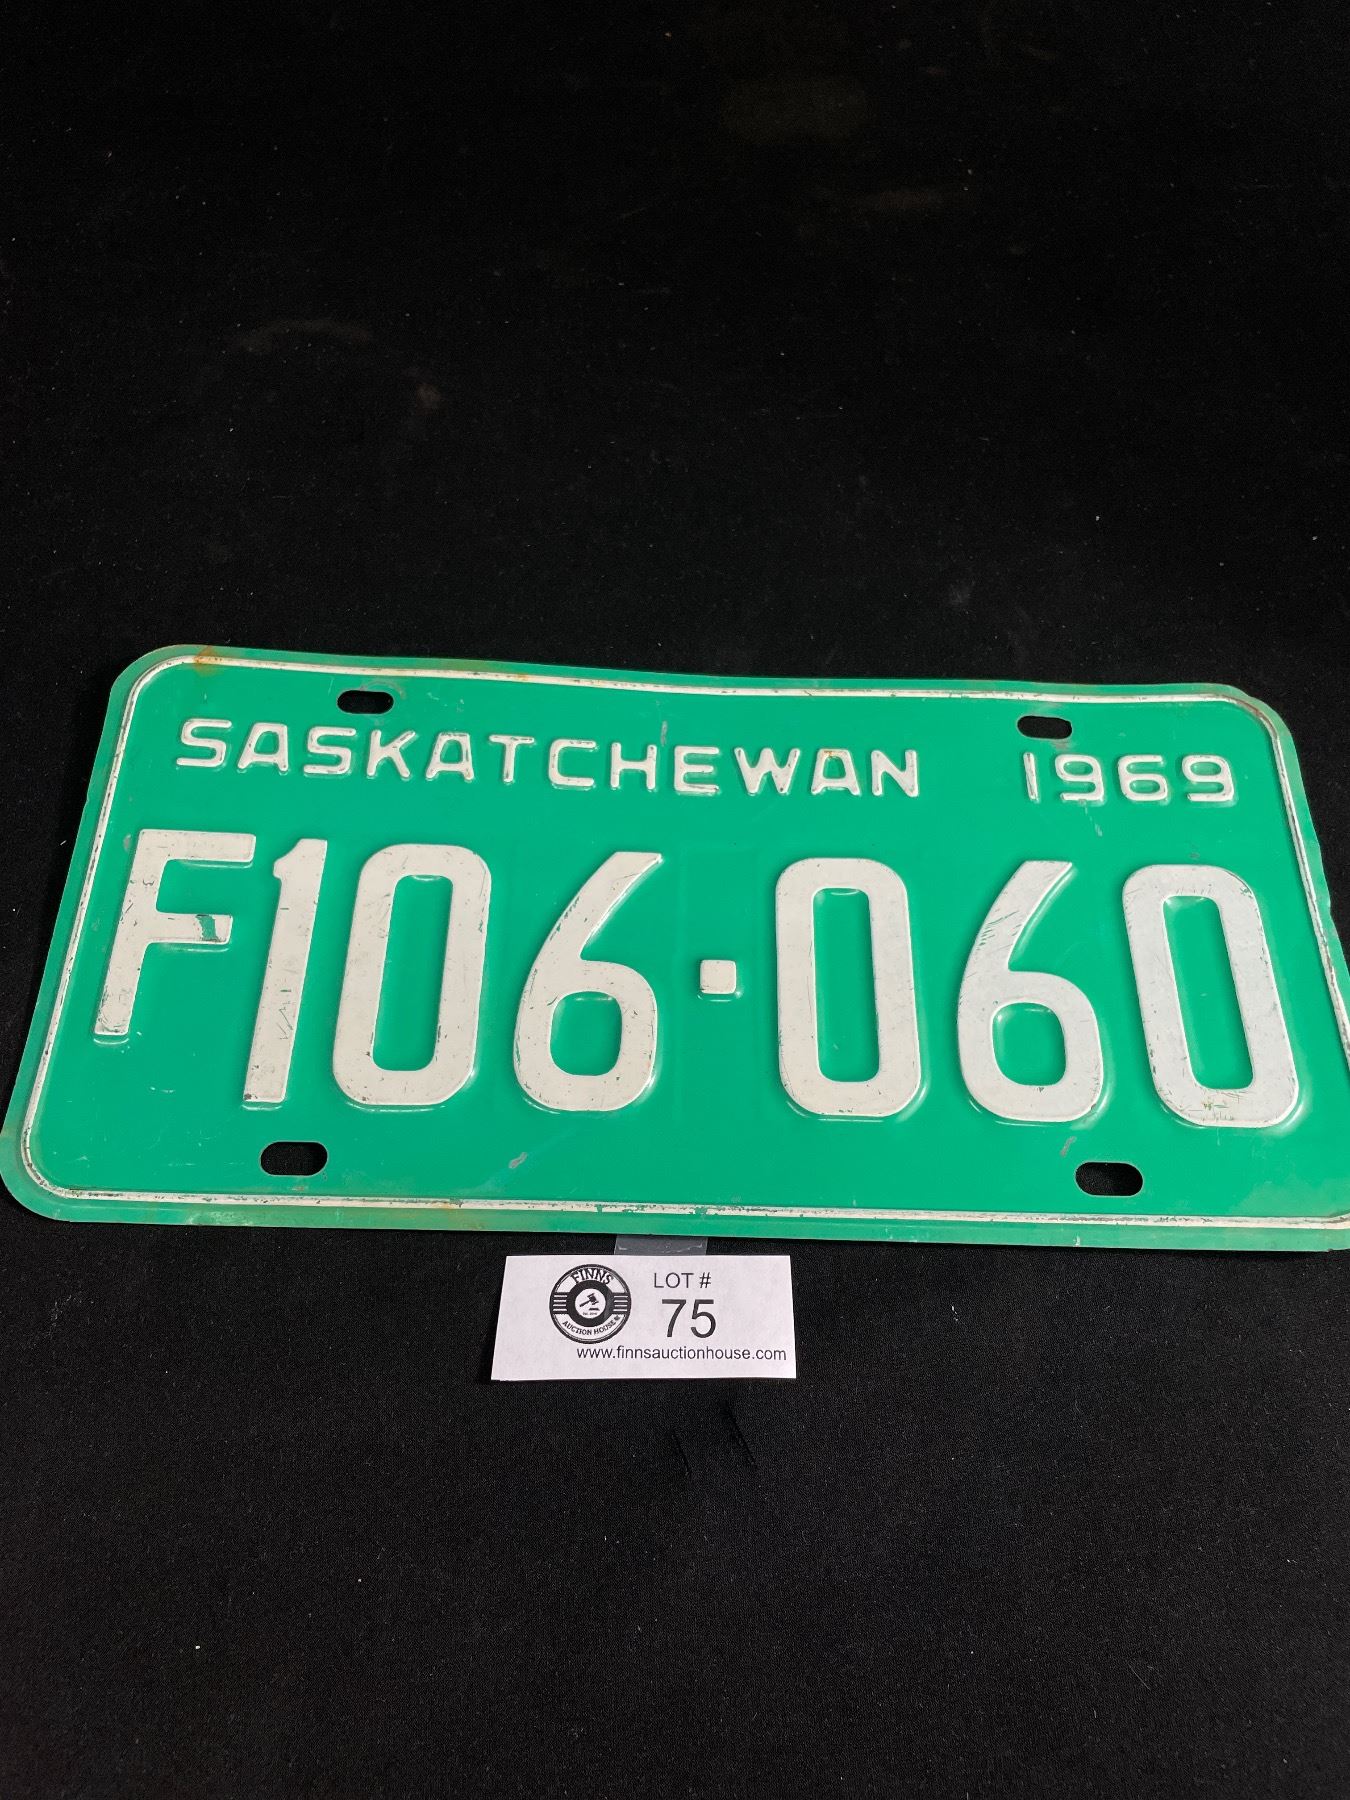 SASKATCHEWAN 1969
F106·060
FINNS
AUCTION HOUSE
LOT #
75
www.finnsauctionhouse.com